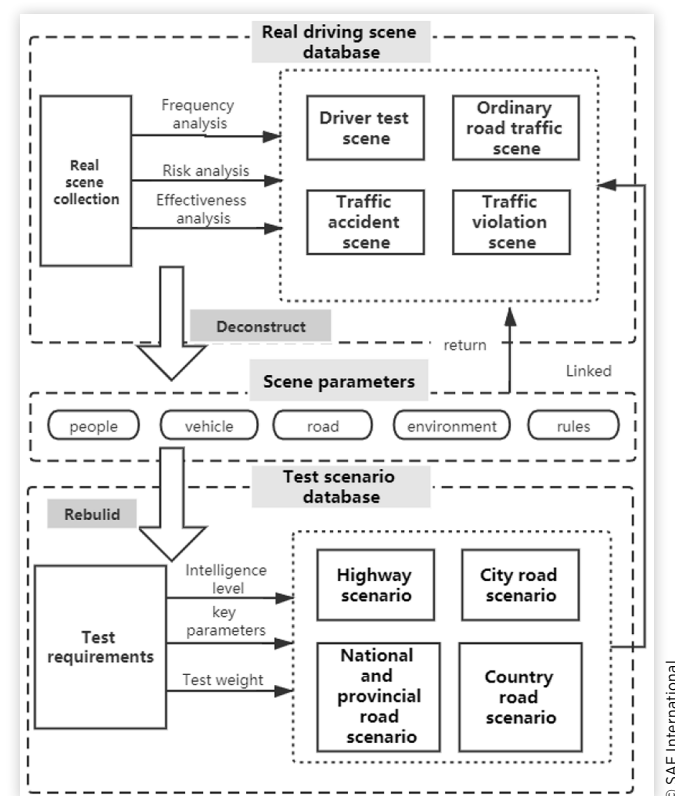 Real driving scene
database
Real
scene
collection
Frequency
analysis
Risk analysis
Effectiveness
analysis
Driver test
scene
Ordinary
road traffic
scene
Traffic
accident
scene
Traffic
violation
scene
Deconstruct
return
Linked
Scene parameters
people
vehicle
road
environment
rules
Test scenario
database
Rebulid
Test
requirements
Intelligence
level
key
parameters
Test weight
Highway
scenario
City road
scenario
National
and
provincial
road
scenario
Country
road
scenario
© SAE International